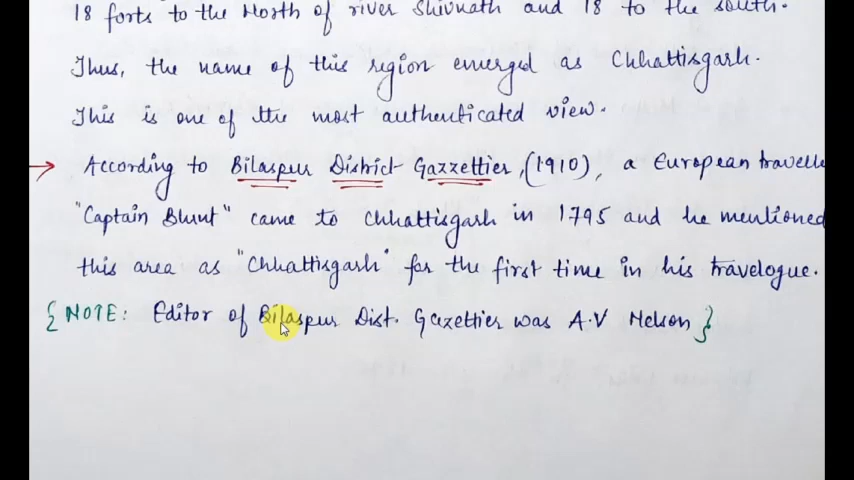 18 forts to the North of river Shivnath and 18 to the south.
Thus, the name of this region emerged as Chhattisgarh.
This is one of the most authenticated view.
→ According to Bilaspur District Gazzettier, (1910), a European travelle
"Captain Blunt" came to Chhattisgarh in 1795 and he mentioned
this area as "Chhattisgarh" for the first time in his travelogue.
{NOTE: Editor of Bilaspur Dist. Gazettier was A.V Nelson}